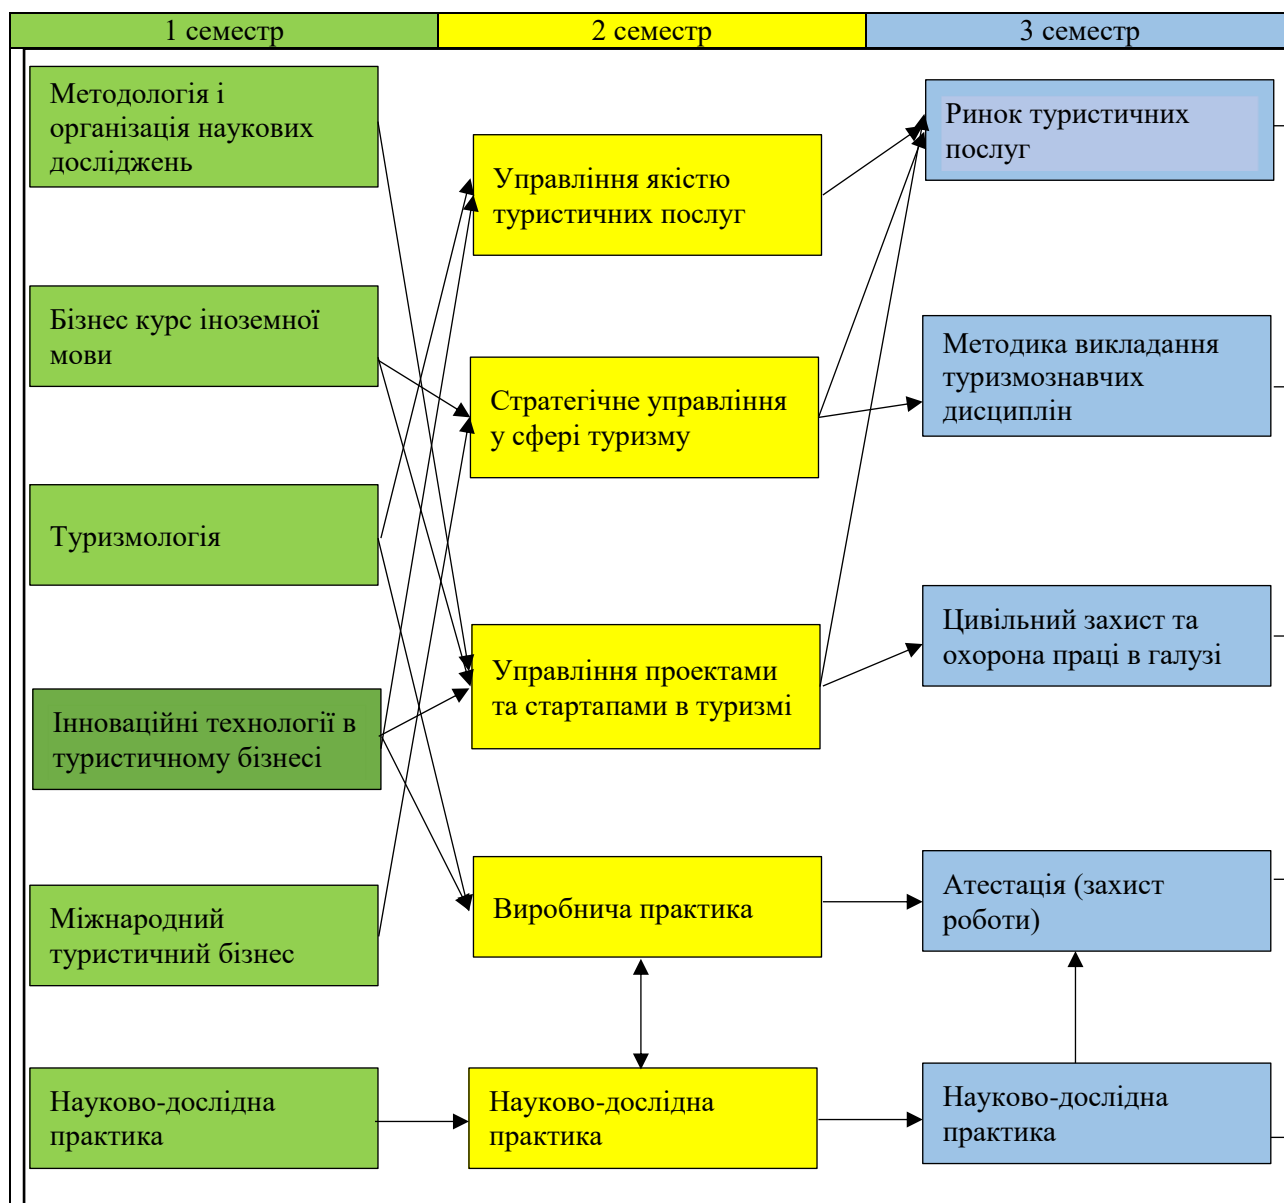 1 семестр
2 семестр
3 семестр
Методологія і
організація наукових
досліджень
Бізнес курс іноземної
мови
Туризмологія
Інноваційні технології в
туристичному бізнесі
Міжнародний
туристичний бізнес
Науково-дослідна
практика
Управління якістю
туристичних послуг
Стратегічне управління
у сфері туризму
Управління проектами
та стартапами в туризмі
Виробнича практика
Науково-дослідна
практика
Ринок туристичних
послуг
Методика викладання
туризмознавчих
дисциплін
Цивільний захист та
охорона праці в галузі
Атестація (захист
роботи)
Науково-дослідна
практика